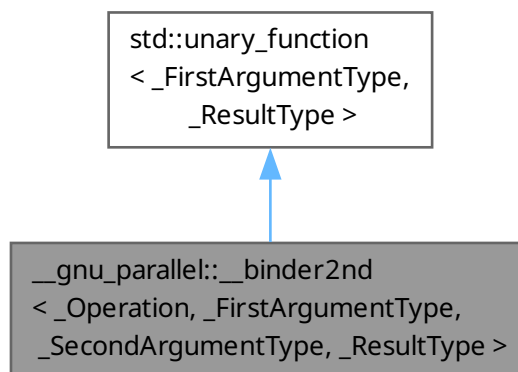 std::unary_function
< _FirstArgumentType,
_ResultType >
__gnu_parallel::__binder2nd
< _Operation, _FirstArgumentType,
_SecondArgumentType, _ResultType >